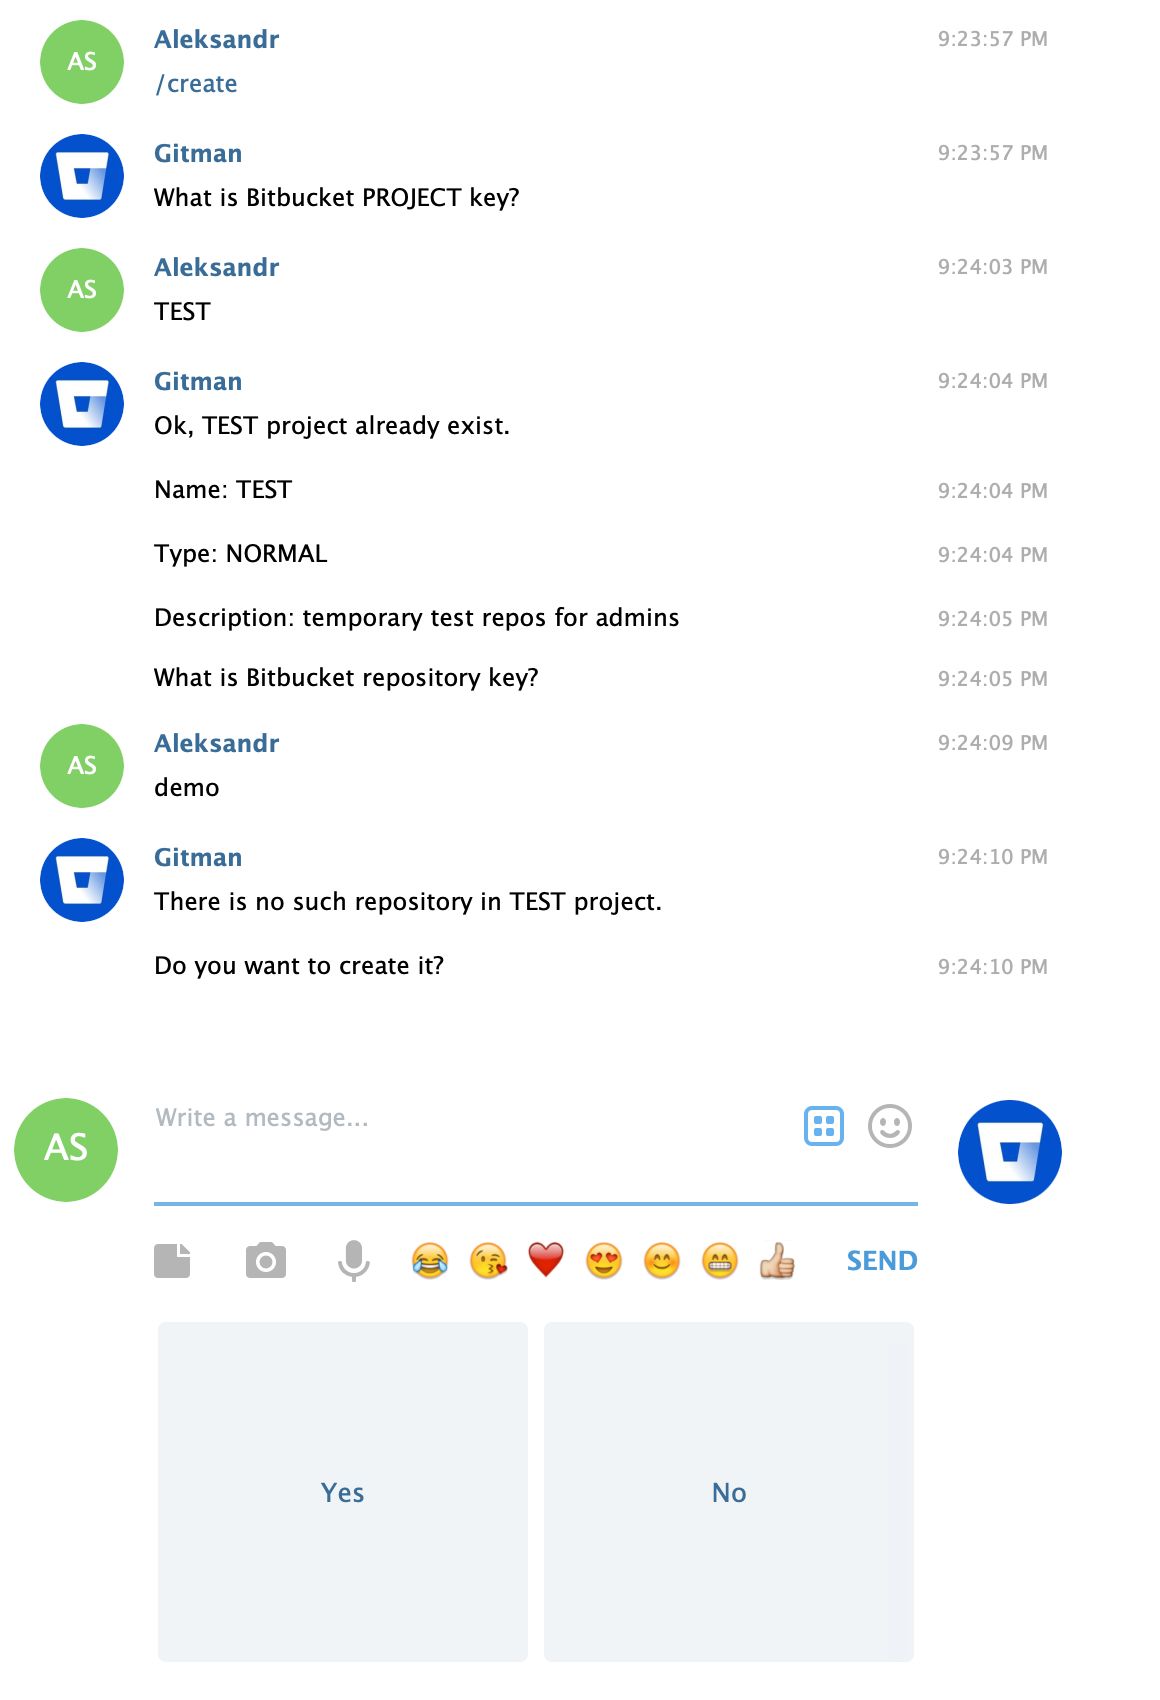 AS
Aleksandr 9:23:57 PM
/create
Gitman 9:23:57 PM
What is Bitbucket PROJECT key?
AS
Aleksandr 9:24:03 PM
TEST
Gitman 9:24:04 PM
Ok, TEST project already exist.
Name: TEST 9:24:04 PM
Type: NORMAL 9:24:04 PM
Description: temporary test repos for admins 9:24:05 PM
What is Bitbucket repository key? 9:24:05 PM
AS
Aleksandr 9:24:09 PM
demo
Gitman 9:24:10 PM
There is no such repository in TEST project.
Do you want to create it? 9:24:10 PM
AS
Write a message...
SEND
Yes No